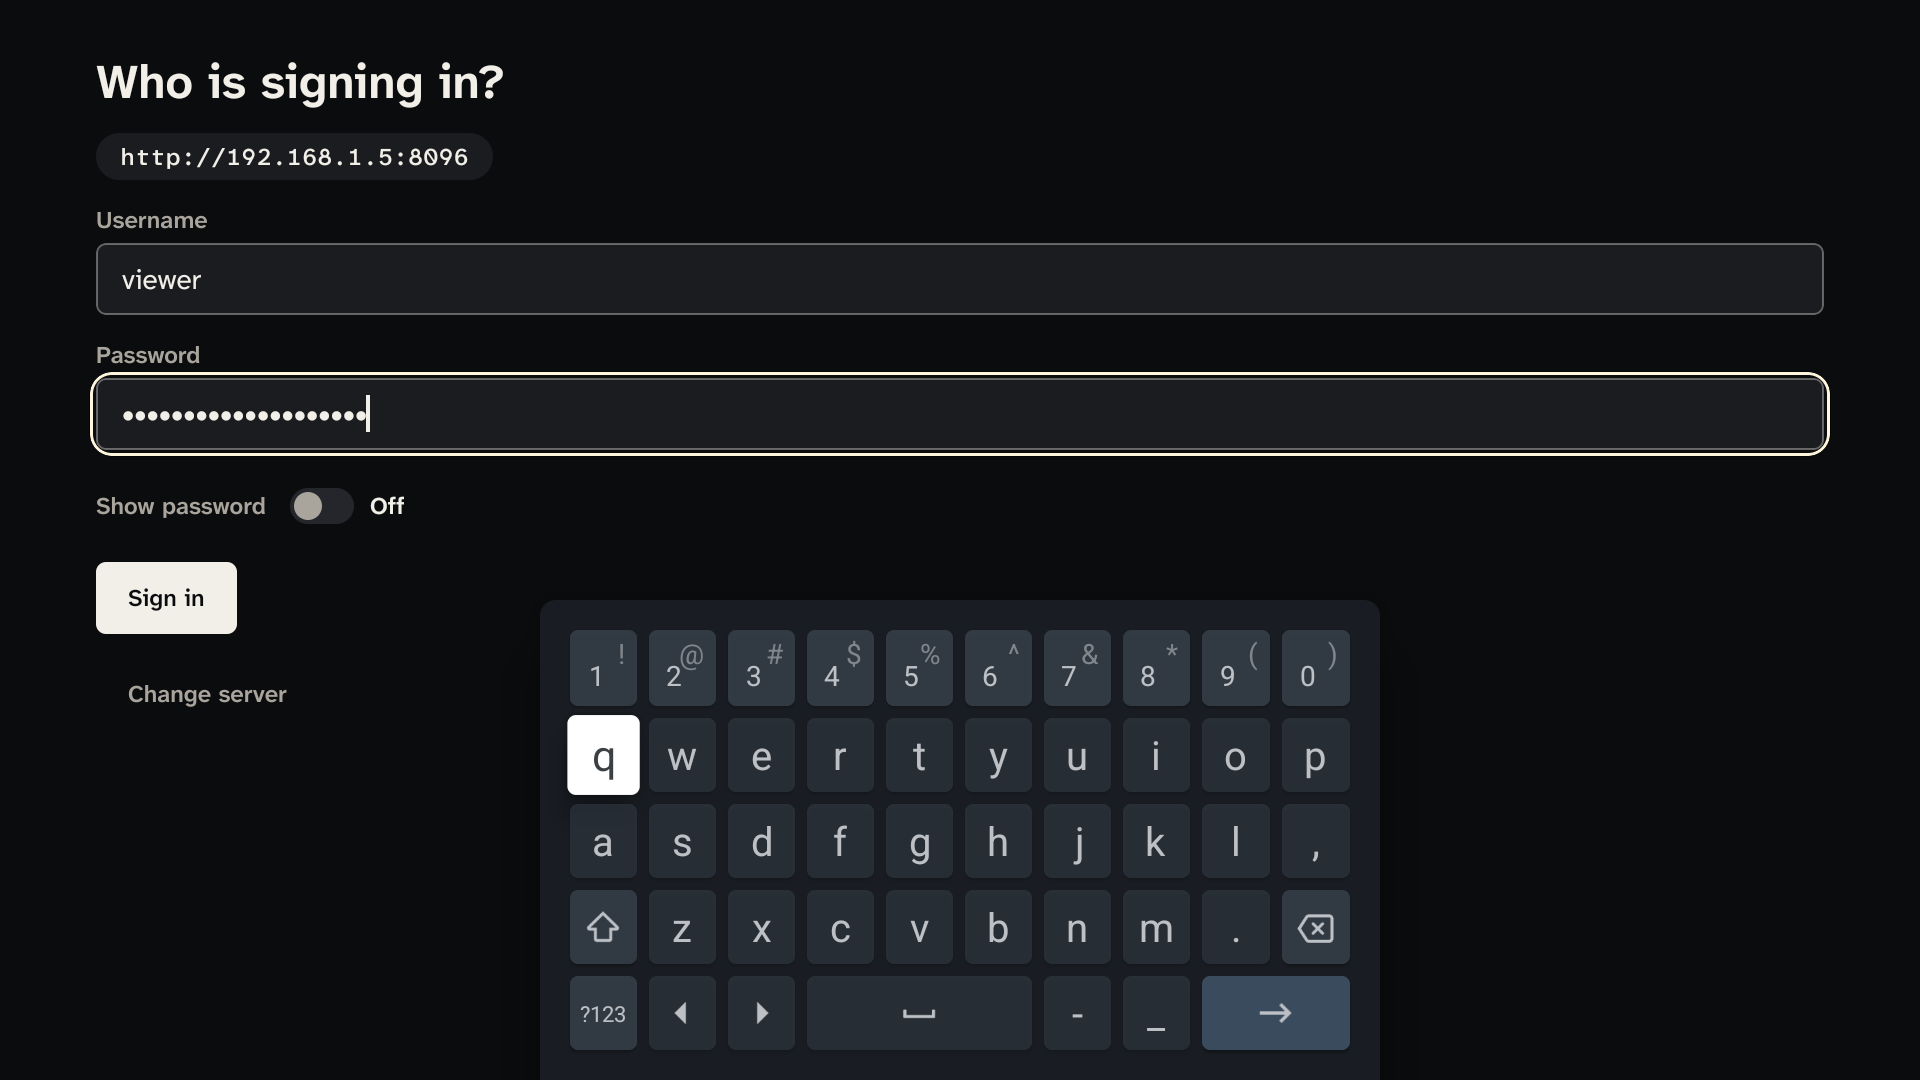 Who is signing in?
http://192.168.1.5:8096
Username
viewer
Password
••••••••••••••••••••
Show password Off
Sign in
Change server
1 ! 2 @ 3 # 4 $ 5 % 6 ^ 7 & 8 * 9 ( 0 )
q w e r t y u i o p
a s d f g h j k l ,
z x c v b n m .
?123 - _